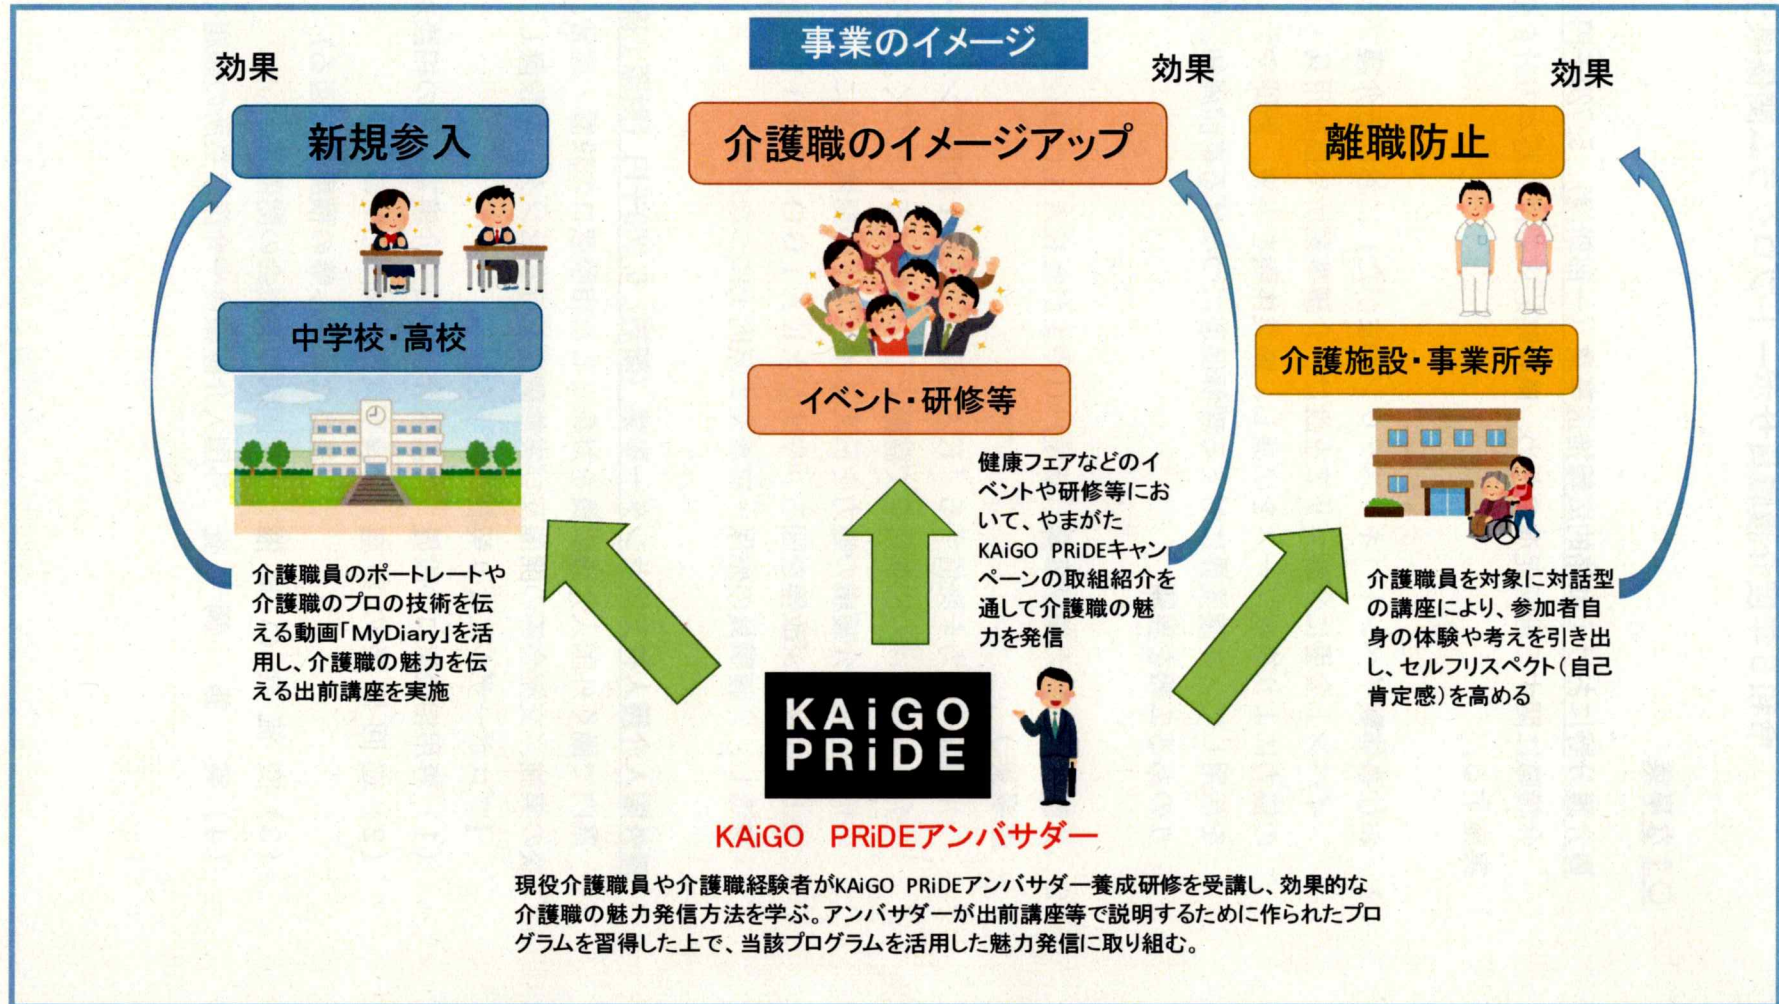 事業のイメージ
効果
新規参入
中学校・高校
介護職員のポートレートや
介護職のプロの技術を伝
える動画「MyDiary」を活
用し、介護職の魅力を伝
える出前講座を実施
効果
介護職のイメージアップ
イベント・研修等
健康フェアなどのイ
ベントや研修等にお
いて、やまがた
KAiGO PRiDEキャン
ペーンの取組紹介を
通して介護職の魅
力を発信
効果
離職防止
介護施設・事業所等
介護職員を対象に対話型
の講座により、参加者自
身の体験や考えを引き出
し、セルフリスペクト(自己
肯定感)を高める
KAiGO
PRiDE
KAiGO PRiDEアンバサダー
現役介護職員や介護職経験者がKAiGO PRiDEアンバサダー養成研修を受講し、効果的な
介護職の魅力発信方法を学ぶ。アンバサダーが出前講座等で説明するために作られたプロ
グラムを習得した上で、当該プログラムを活用した魅力発信に取り組む。